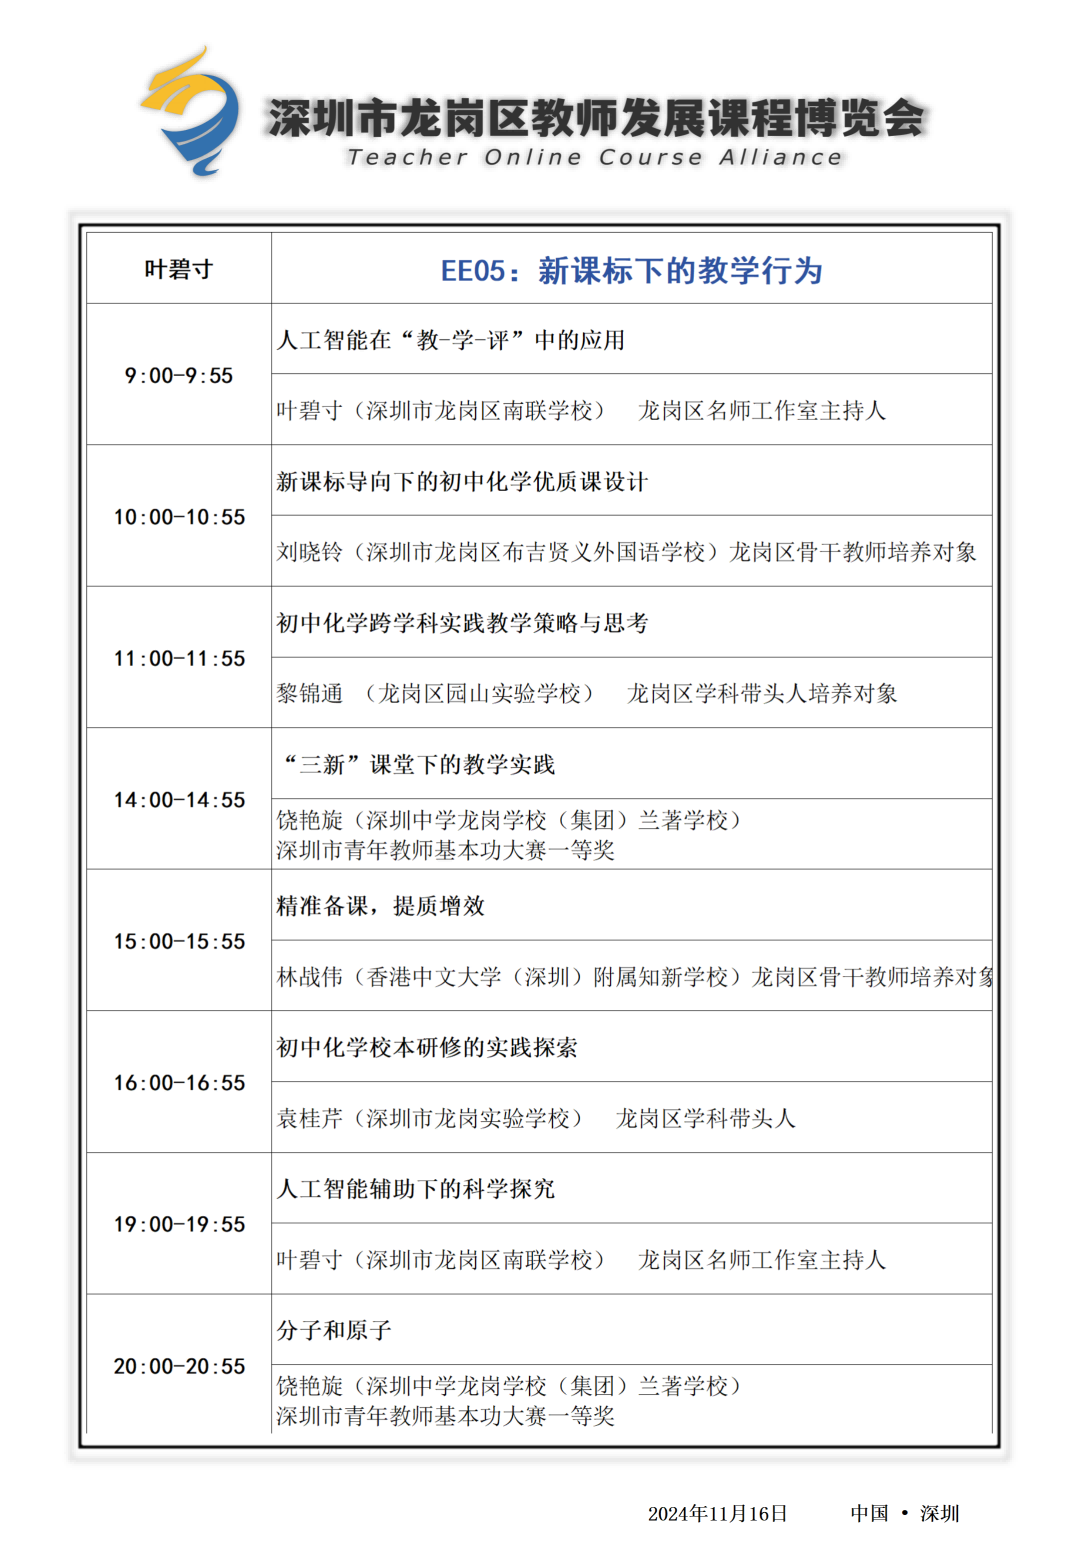 深圳市龙岗区教师发展课程博览会
Teacher Online Course Alliance
叶碧寸
EE05：新课标下的教学行为
9:00-9:55
人工智能在“教-学-评”中的应用
叶碧寸（深圳市龙岗区南联学校） 龙岗区名师工作室主持人
10:00-10:55
新课标导向下的初中化学优质课设计
刘晓铃（深圳市龙岗区布吉贤义外国语学校）龙岗区骨干教师培养对象
11:00-11:55
初中化学跨学科实践教学策略与思考
黎锦通 （龙岗区园山实验学校） 龙岗区学科带头人培养对象
14:00-14:55
“三新”课堂下的教学实践
饶艳旋（深圳中学龙岗学校（集团）兰著学校）
深圳市青年教师基本功大赛一等奖
15:00-15:55
精准备课，提质增效
林战伟（香港中文大学（深圳）附属知新学校）龙岗区骨干教师培养对象
16:00-16:55
初中化学校本研修的实践探索
袁桂芹（深圳市龙岗实验学校） 龙岗区学科带头人
19:00-19:55
人工智能辅助下的科学探究
叶碧寸（深圳市龙岗区南联学校） 龙岗区名师工作室主持人
20:00-20:55
分子和原子
饶艳旋（深圳中学龙岗学校（集团）兰著学校）
深圳市青年教师基本功大赛一等奖
2024年11月16日 中国 • 深圳